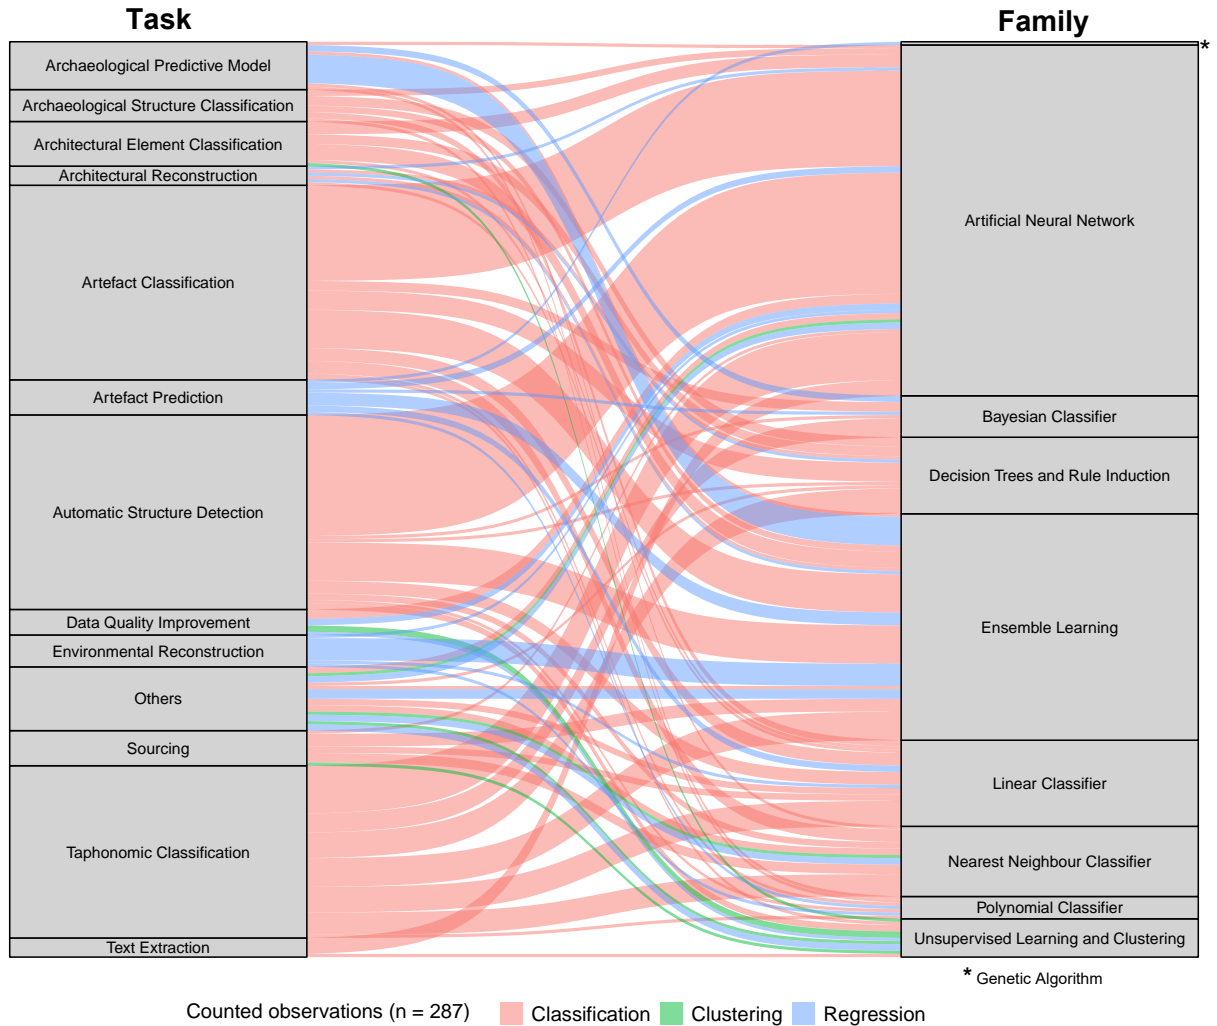 Task
Family
Archaeological Predictive Model
Archaeological Structure Classification
Architectural Element Classification
Architectural Reconstruction
Artefact Classification
Artefact Prediction
Automatic Structure Detection
Data Quality Improvement
Environmental Reconstruction
Others
Sourcing
Taphonomic Classification
Text Extraction
*
Artificial Neural Network
Bayesian Classifier
Decision Trees and Rule Induction
Ensemble Learning
Linear Classifier
Nearest Neighbour Classifier
Polynomial Classifier
Unsupervised Learning and Clustering
* Genetic Algorithm
Counted observations (n = 287) Classification Clustering Regression